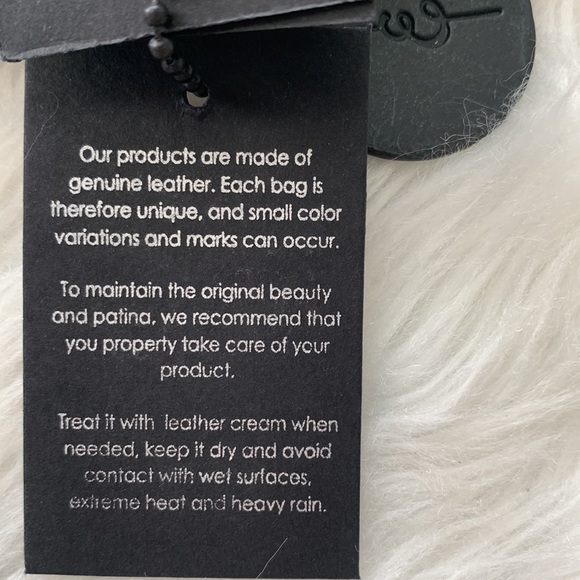 Our products are made of
genuine leather. Each bag is
therefore unique, and small color
variations and marks can occur.
To maintain the original beauty
and patina, we recommend that
you property take care of your
product.
Treat it with leather cream when
needed, keep it dry and avoid
contact with wet surfaces,
extreme heat and heavy rain.